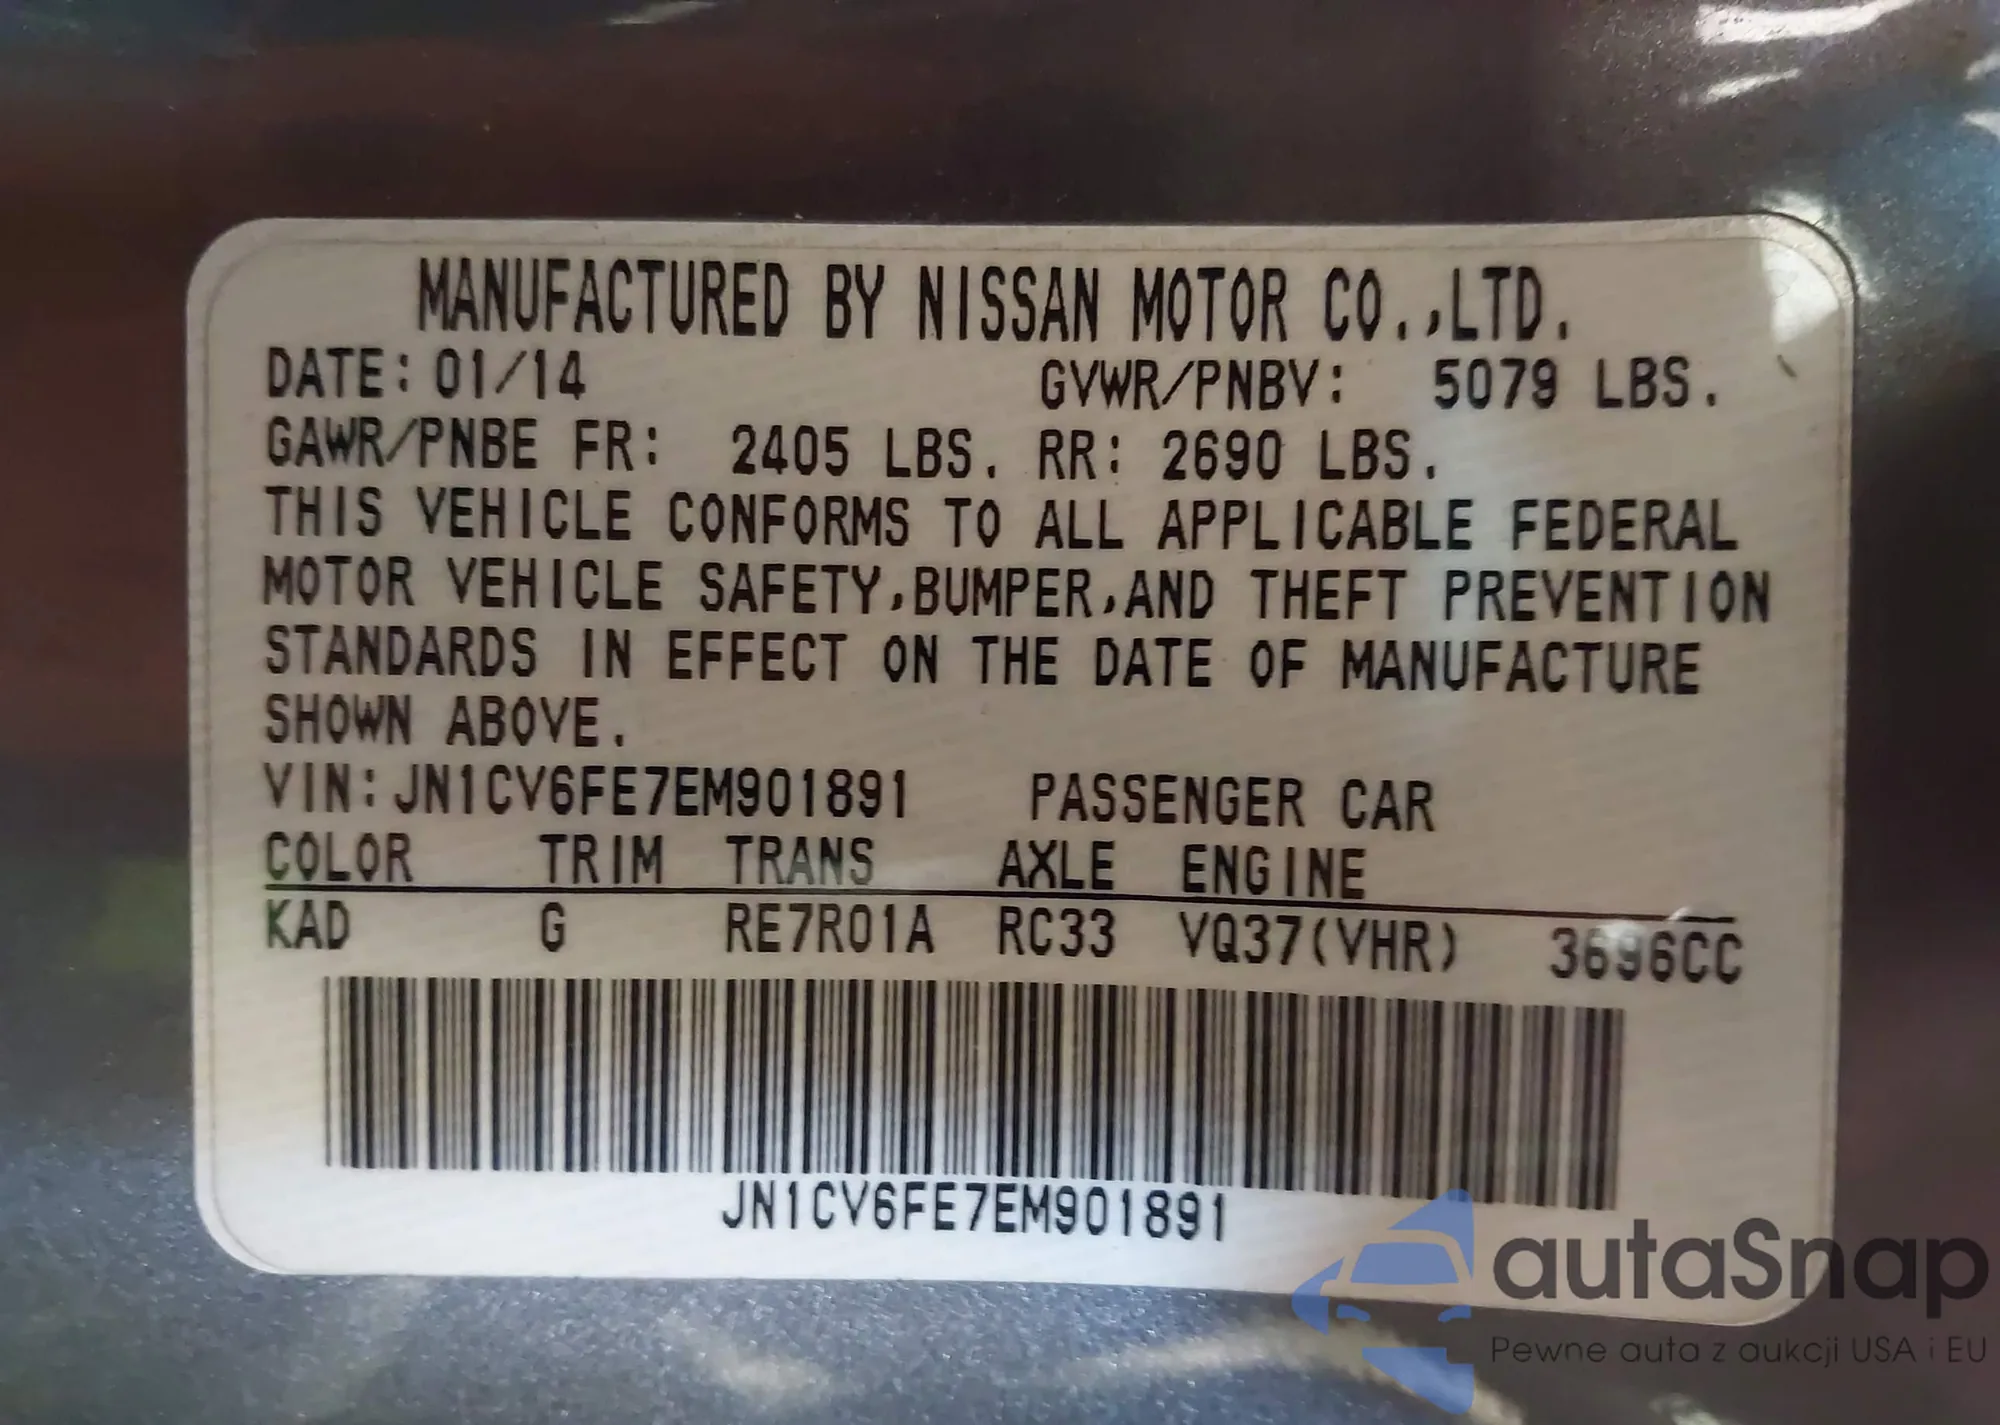 MANUFACTURED BY NISSAN MOTOR CO.,LTD.
DATE: 01/14 GVWR/PNBV: 5079 LBS.
GAWR/PNBE FR: 2405 LBS. RR: 2690 LBS.
THIS VEHICLE CONFORMS TO ALL APPLICABLE FEDERAL
MOTOR VEHICLE SAFETY,BUMPER,AND THEFT PREVENTION
STANDARDS IN EFFECT ON THE DATE OF MANUFACTURE
SHOWN ABOVE.
VIN:JN1CV6FE7EM901891 PASSENGER CAR
COLOR TRIM TRANS AXLE ENGINE
KAD G RE7R01A RC33 VQ37(VHR) 3696CC
JN1CV6FE7EM901891
autaSnap
Pewne auta z aukcji USA i EU